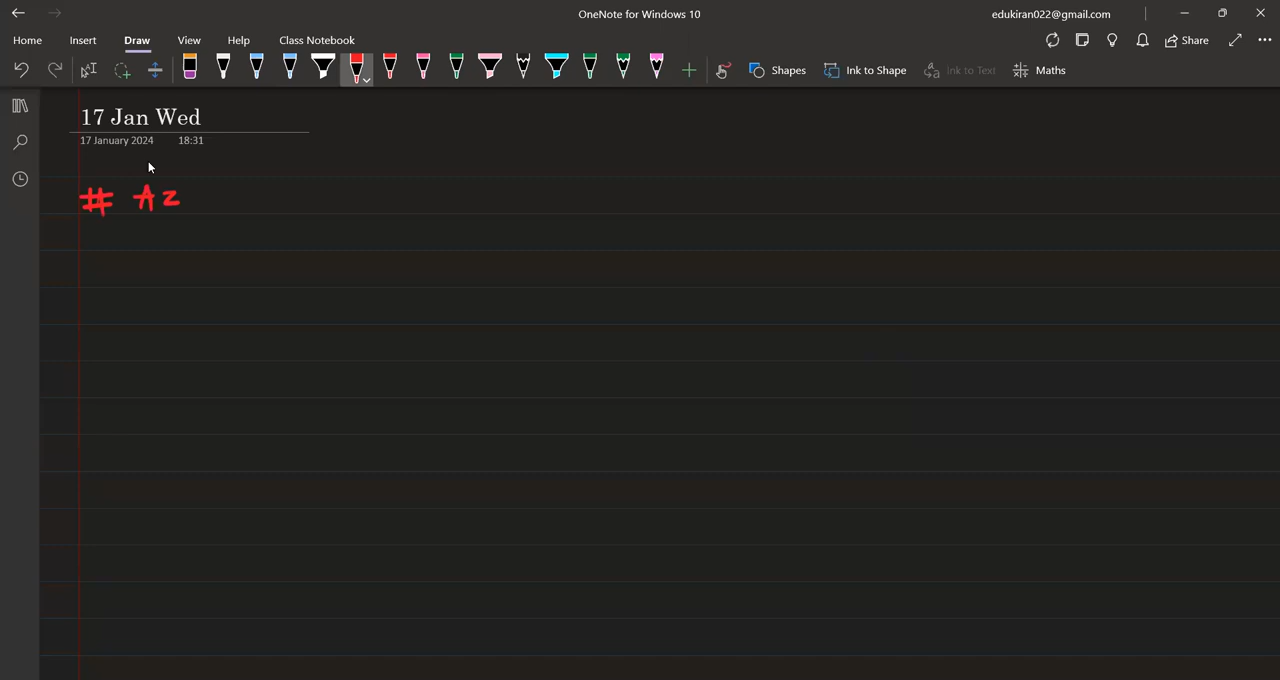 OneNote for Windows 10
edukiran022@gmail.com
Home Insert Draw View Help Class Notebook
Share
Shapes Ink to Shape Ink to Text Maths
17 Jan Wed
17 January 2024 18:31
# Az